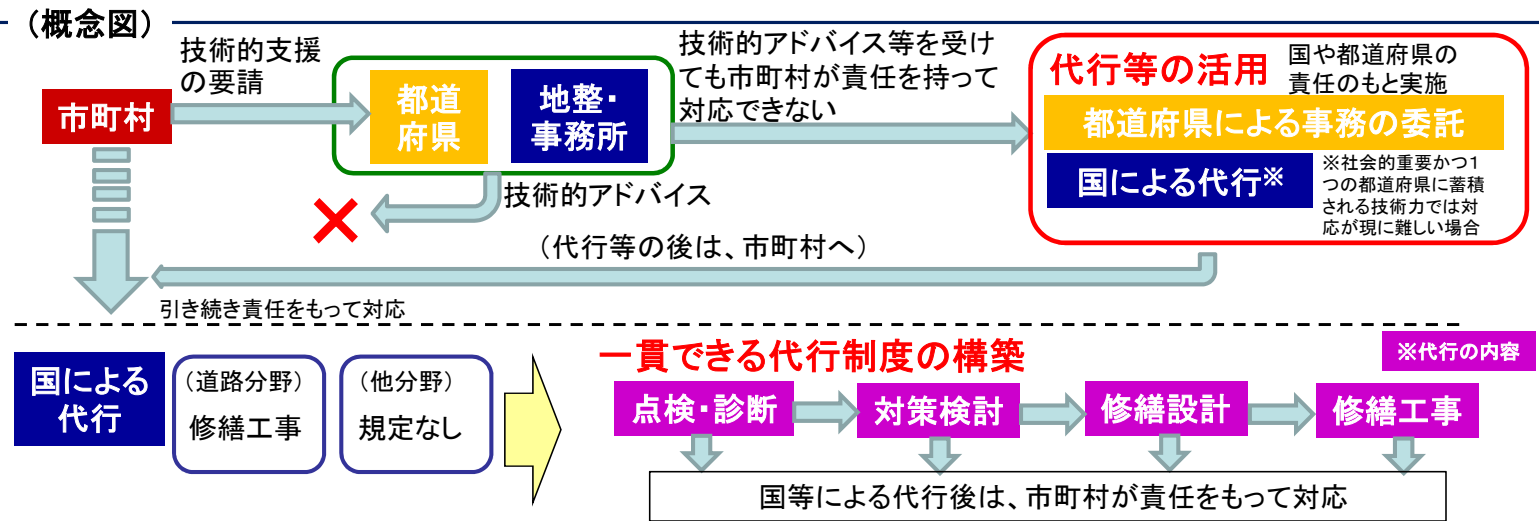 （概念図）
技術的支援
の要請
市町村
都道
府県
地整・
事務所
技術的アドバイス等を受け
ても市町村が責任を持って
対応できない
代行等の活用
国や都道府県の
責任のもと実施
都道府県による事務の委託
国による代行※
※社会的重要かつ1
つの都道府県に蓄積
される技術力では対
応が現に難しい場合
技術的アドバイス
（代行等の後は、市町村へ）
引き続き責任をもって対応
国による
代行
（道路分野）
修繕工事
（他分野）
規定なし
一貫できる代行制度の構築
※代行の内容
点検・診断
対策検討
修繕設計
修繕工事
国等による代行後は、市町村が責任をもって対応